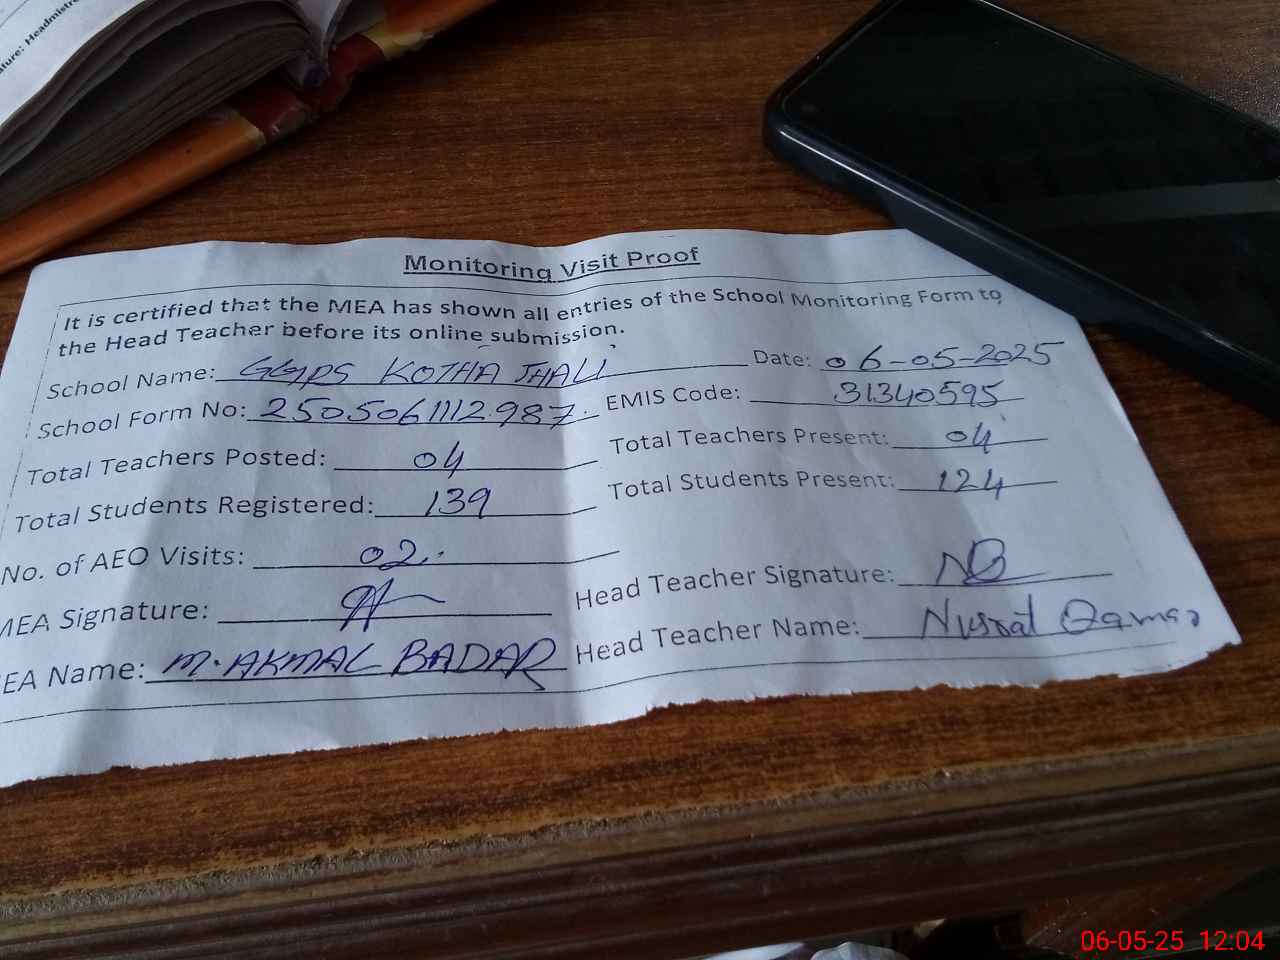 ature: Headmistre
Monitoring Visit Proof
It is certified that the MEA has shown all entries of the School Monitoring Form to
the Head Teacher before its online submission.
School Name: GGPS KOTHA JHALI Date: 06-05-2025
School Form No: 2505061112987. EMIS Code: 31340595
Total Teachers Posted: 04 Total Teachers Present: 04
Total Students Registered: 139 Total Students Present: 124
No. of AEO Visits: 02
MEA Signature: Head Teacher Signature:
EA Name: M. AKMAL BADAR Head Teacher Name: Nusrat Qamar
06-05-25 12:04